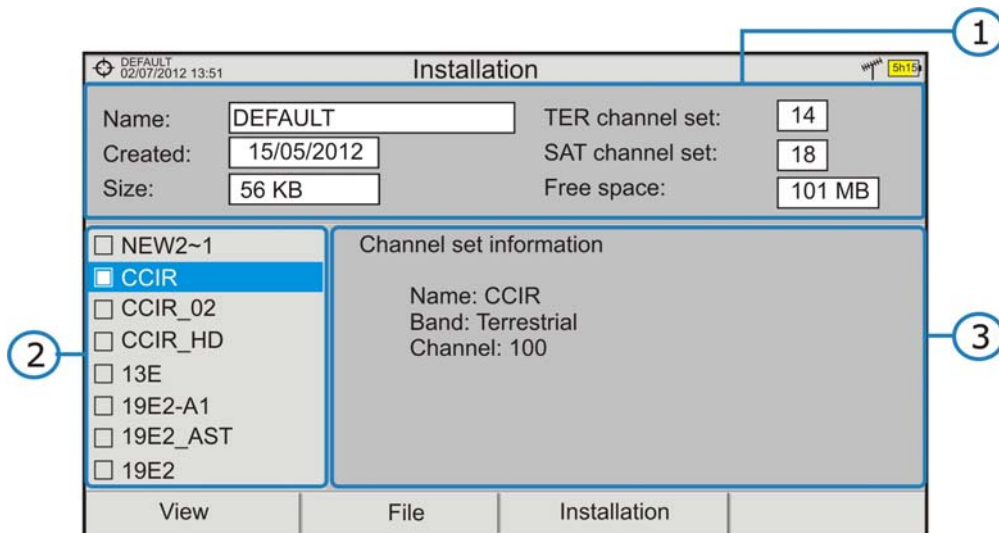 1
DEFAULT
02/07/2012 13:51
Installation
5h15
Name: DEFAULT
TER channel set: 14
Created: 15/05/2012
SAT channel set: 18
Size: 56 KB
Free space: 101 MB
NEW2~1
CCIR
CCIR_02
CCIR_HD
13E
19E2-A1
19E2_AST
19E2
2
Channel set information
Name: CCIR
Band: Terrestrial
Channel: 100
3
View
File
Installation